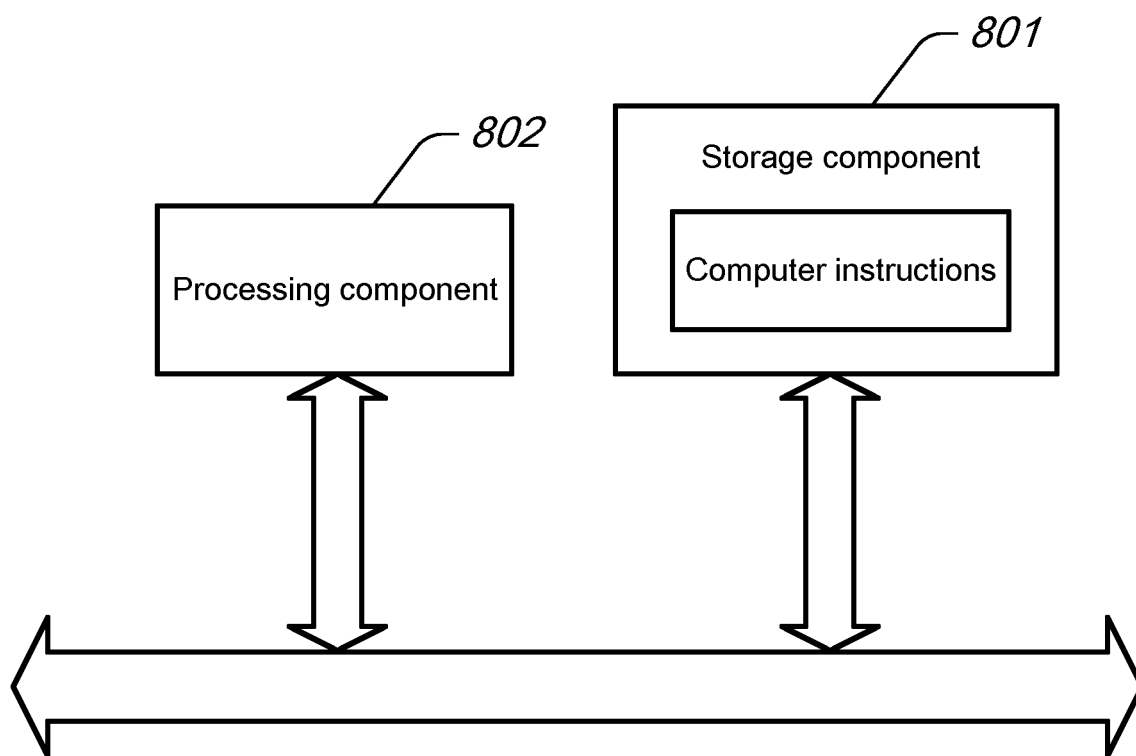 801
802
Storage component
Processing component
Computer instructions